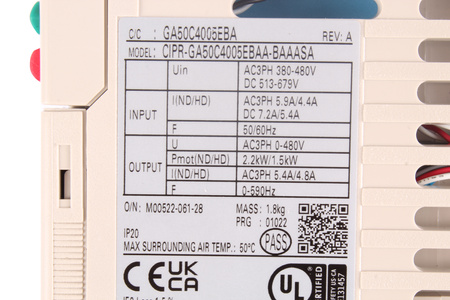 C/C : GA50C4005EBA REV: A
MODEL: CIPR-GA50C4005EBAA-BAAASA
INPUT
Uin AC3PH 380-480V
DC 513-679V
I(ND/HD) AC3PH 5.9A/4.4A
DC 7.2A/5.4A
F 50/60Hz
OUTPUT
U AC3PH 0-480V
Pmot(ND/HD) 2.2kW/1.5kW
I(ND/HD) AC3PH 5.4A/4.8A
F 0-590Hz
O/N: M00522-061-28 MASS: 1.8kg
PRG : 01022
IP20 PASS
MAX SURROUNDING AIR TEMP.: 50°C
CE UK CA
UL CERTIFIED